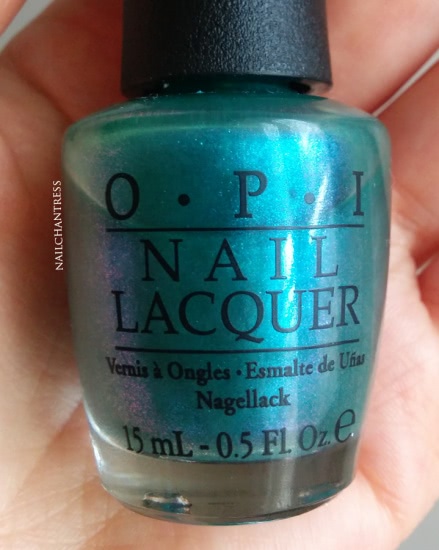 O · P · I
NAIL
LACQUER
Vernis à Ongles · Esmalte de Uñas
Nagellack
15 mL - 0.5 Fl. Oz. ℮
NAILCHANTRESS